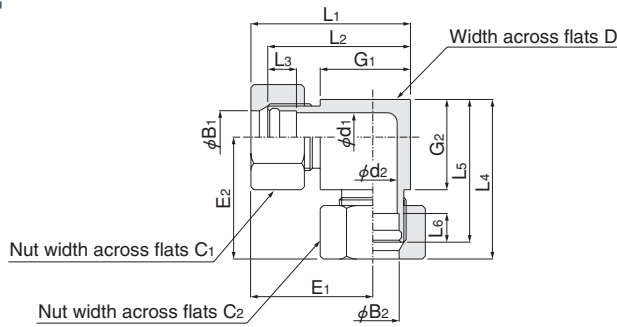 L1
L2
Width across flats D
L3
G1
φB1
φd1
G2
L5
L4
E2
φd2
L6
Nut width across flats C1
E1
Nut width across flats C2
φB2